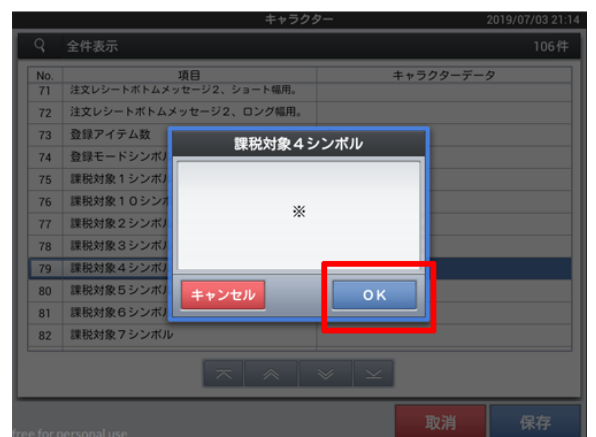 キャラクター 2019/07/03 21:14
全件表示 106件
No. 項目 キャラクターデータ
71 注文レシートボトムメッセージ2、ショート幅用。
72 注文レシートボトムメッセージ2、ロング幅用。
73 登録アイテム数
74 登録モードシンボ
75 課税対象1シンボ
76 課税対象10シン
77 課税対象2シンボ
78 課税対象3シンボ
79 課税対象4シンボ
80 課税対象5シンボ
81 課税対象6シンボ
82 課税対象7シンボル
課税対象4シンボル
※
キャンセル OK
取消 保存
free for personal use